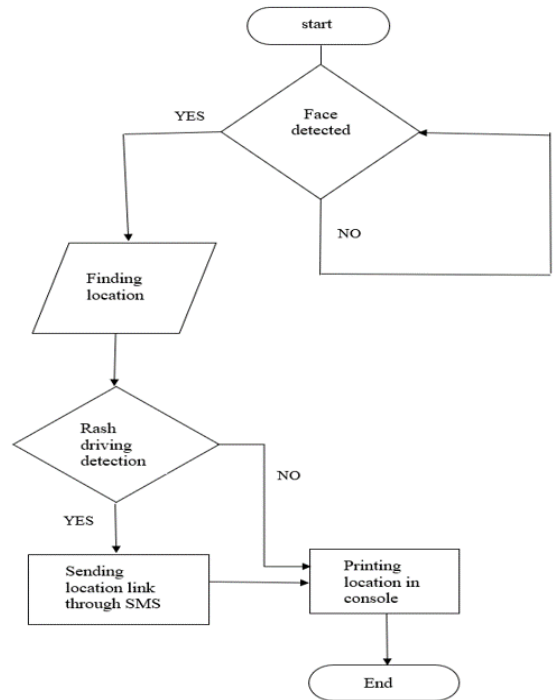 start
Face
detected
YES
NO
Finding
location
Rash
driving
detection
NO
YES
Sending
location link
through SMS
Printing
location in
console
End